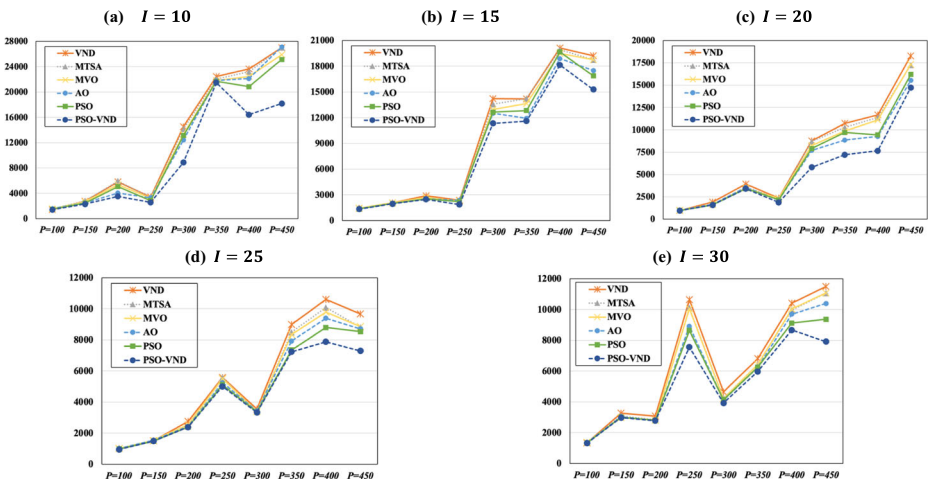 (a) I = 10
28000
24000
20000
16000
12000
8000
4000
0
VND
MTSA
MVO
AO
PSO
PSO-VND
P=100 P=150 P=200 P=250 P=300 P=350 P=400 P=450
(b) I = 15
21000
18000
15000
12000
9000
6000
3000
0
VND
MTSA
MVO
AO
PSO
PSO-VND
P=100 P=150 P=200 P=250 P=300 P=350 P=400 P=450
(c) I = 20
20000
17500
15000
12500
10000
7500
5000
2500
0
VND
MTSA
MVO
AO
PSO
PSO-VND
P=100 P=150 P=200 P=250 P=300 P=350 P=400 P=450
(d) I = 25
12000
10000
8000
6000
4000
2000
0
VND
MTSA
MVO
AO
PSO
PSO-VND
P=100 P=150 P=200 P=250 P=300 P=350 P=400 P=450
(e) I = 30
12000
10000
8000
6000
4000
2000
0
VND
MTSA
MVO
AO
PSO
PSO-VND
P=100 P=150 P=200 P=250 P=300 P=350 P=400 P=450